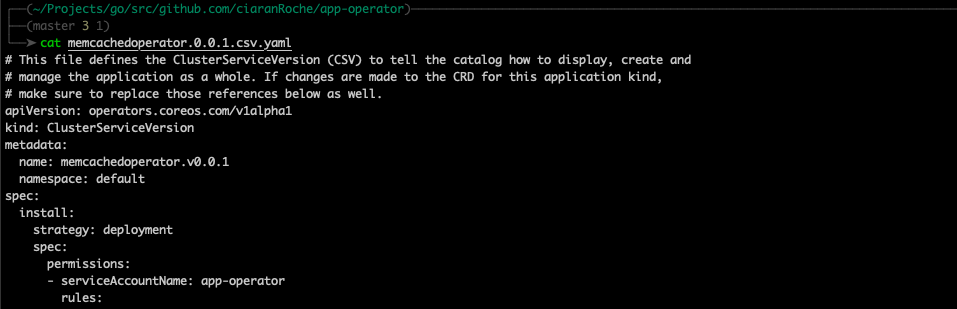 (~/Projects/go/src/github.com/ciaranRoche/app-operator)
(master 3 1)
cat memcachedoperator.0.0.1.csv.yaml
# This file defines the ClusterServiceVersion (CSV) to tell the catalog how to display, create and
# manage the application as a whole. If changes are made to the CRD for this application kind,
# make sure to replace those references below as well.
apiVersion: operators.coreos.com/v1alpha1
kind: ClusterServiceVersion
metadata:
  name: memcachedoperator.v0.0.1
  namespace: default
spec:
  install:
    strategy: deployment
    spec:
      permissions:
      - serviceAccountName: app-operator
        rules: